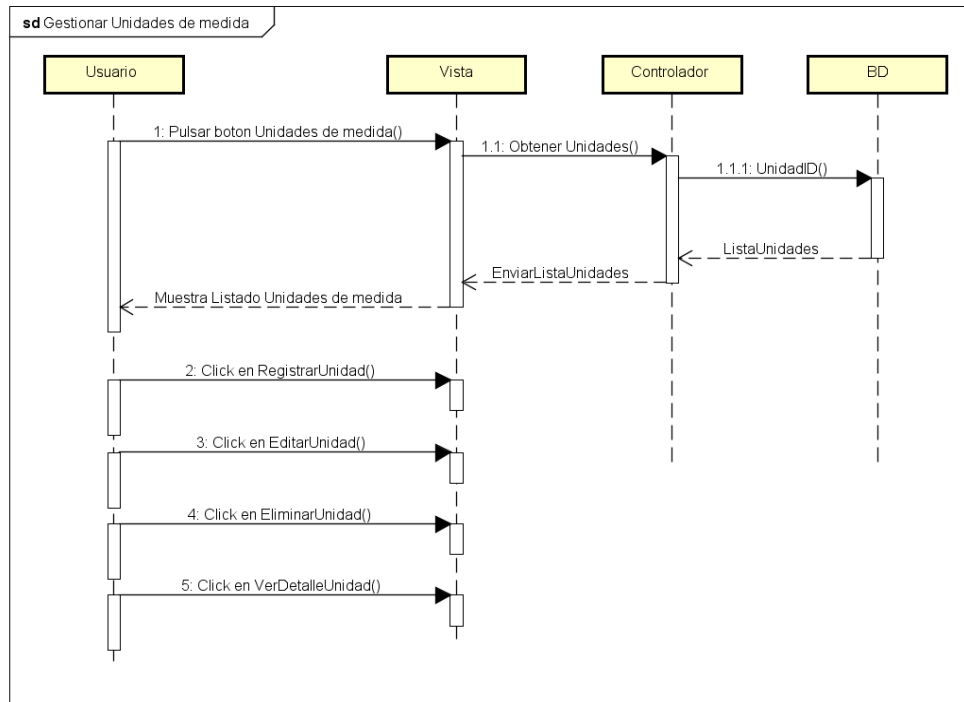 sd Gestionar Unidades de medida
Usuario
Vista
Controlador
BD
1: Pulsar boton Unidades de medida()
1.1: Obtener Unidades()
1.1.1: UnidadID()
ListaUnidades
EnviarListaUnidades
Muestra Listado Unidades de medida
2: Click en RegistrarUnidad()
3: Click en EditarUnidad()
4: Click en EliminarUnidad()
5: Click en VerDetalleUnidad()